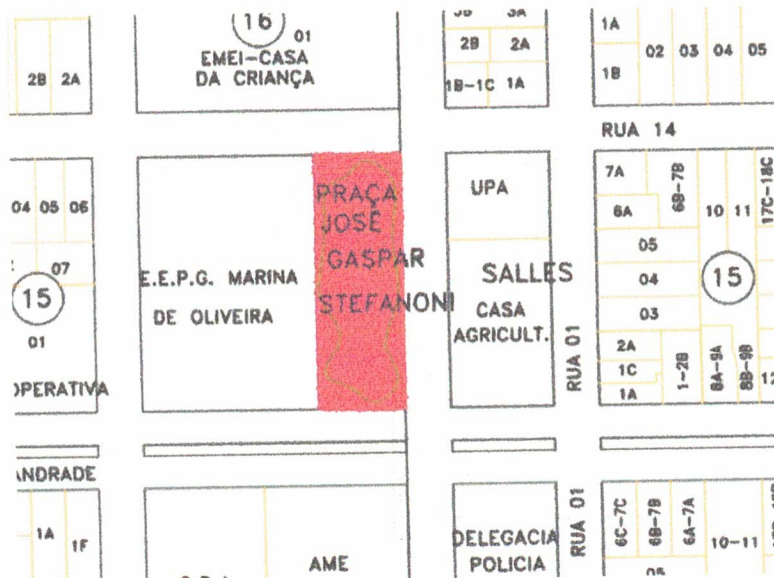 16
01
EMEI-CASA
DA CRIANÇA
2B 2A
3A
2B 2A
1B-1C 1A
1A
1B
02 03 04 05
RUA 14
04 05 06
07
15
01
OPERATIVA
ANDRADE
E.E.P.G. MARINA
DE OLIVEIRA
PRAÇA
JOSÉ
GASPAR
STEFANONI
UPA
SALLES
CASA
AGRICULT.
RUA 01
7A
6B-7B
6A
05
04
03
2A
1C
1A
1-2B
10 11
17C-18C
15
8A-9A
8B-9B
1A
1F
AME
DELEGACIA
POLICIA
RUA 01
6C-7C
6B-7B
6A-7A
10-11
05